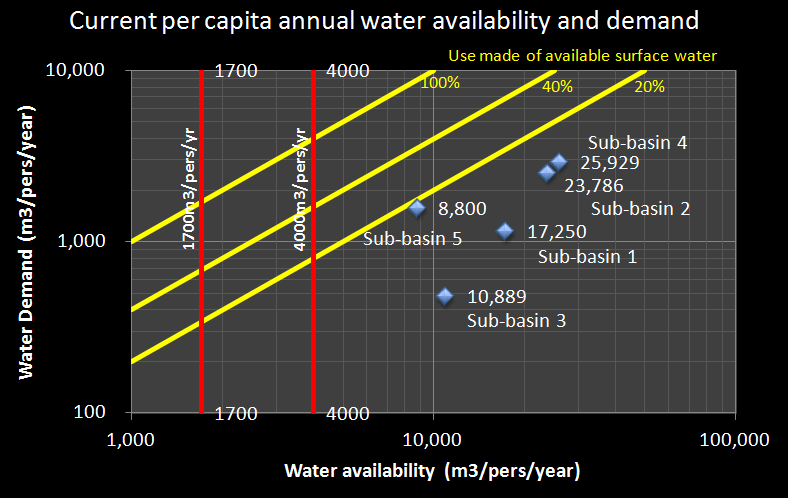 Current per capita annual water availability and demand
Use made of available surface water
10,000
1700
4000
100%
40%
20%
1700m3/pers/yr
4000m3/pers/yr
Sub-basin 4
25,929
23,786
Sub-basin 2
8,800
Sub-basin 5
17,250
Sub-basin 1
1,000
10,889
Sub-basin 3
Water Demand (m3/pers/year)
100
1700
4000
1,000
10,000
100,000
Water availability (m3/pers/year)